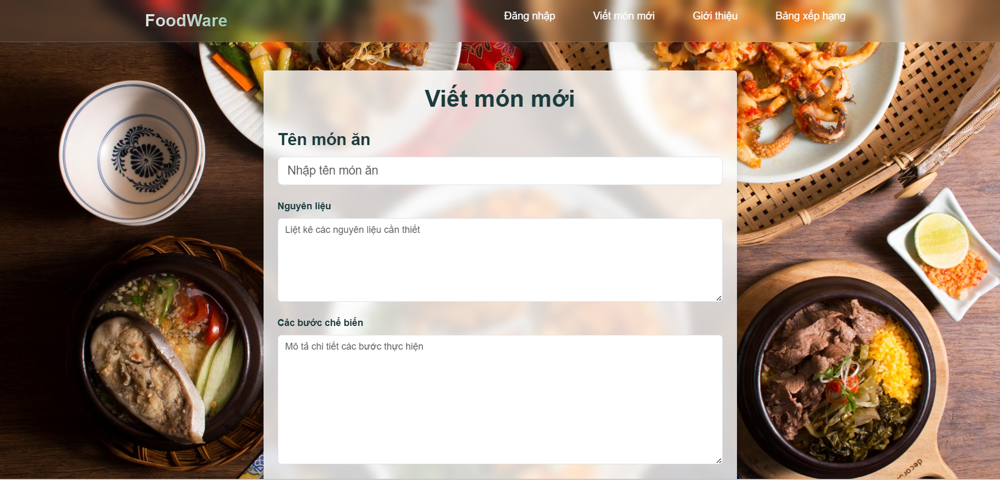 FoodWare
Đăng nhập
Viết món mới
Giới thiệu
Bảng xếp hạng
Viết món mới
Tên món ăn
Nhập tên món ăn
Nguyên liệu
Liệt kê các nguyên liệu cần thiết
Các bước chế biến
Mô tả chi tiết các bước thực hiện